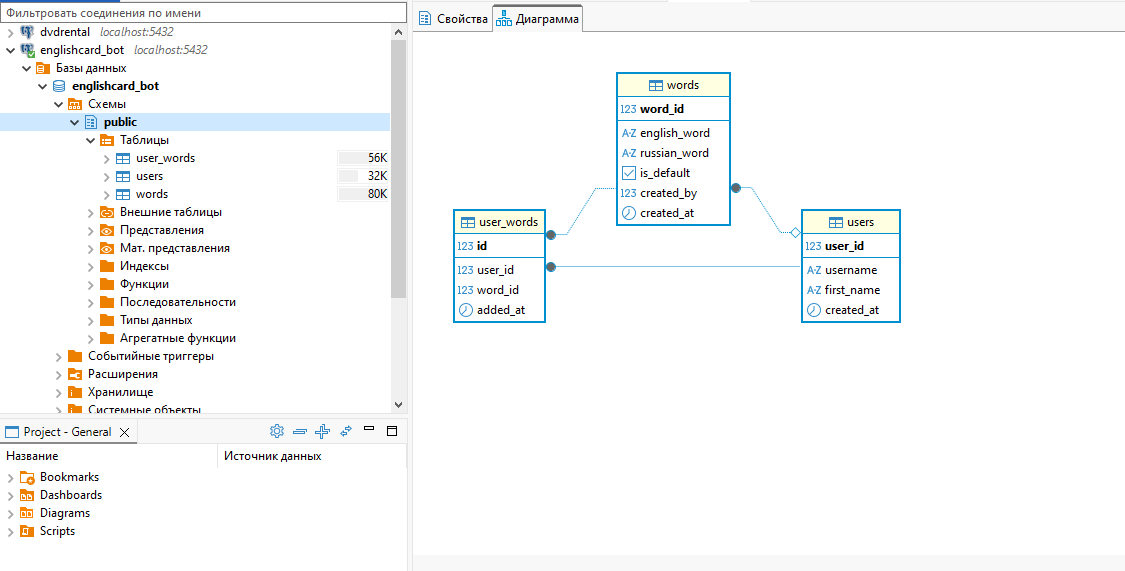 Фильтровать соединения по имени
dvdrental localhost:5432
englishcard_bot localhost:5432
Базы данных
englishcard_bot
Схемы
public
Таблицы
user_words 56K
users 32K
words 80K
Внешние таблицы
Представления
Мат. представления
Индексы
Функции
Последовательности
Типы данных
Агрегатные функции
Событийные триггеры
Расширения
Хранилище
Системные объекты
Project - General
Название Источник данных
Bookmarks
Dashboards
Diagrams
Scripts
Свойства Диаграмма
words
123 word_id
A-Z english_word
A-Z russian_word
is_default
123 created_by
created_at
user_words
123 id
123 user_id
123 word_id
added_at
users
123 user_id
A-Z username
A-Z first_name
created_at